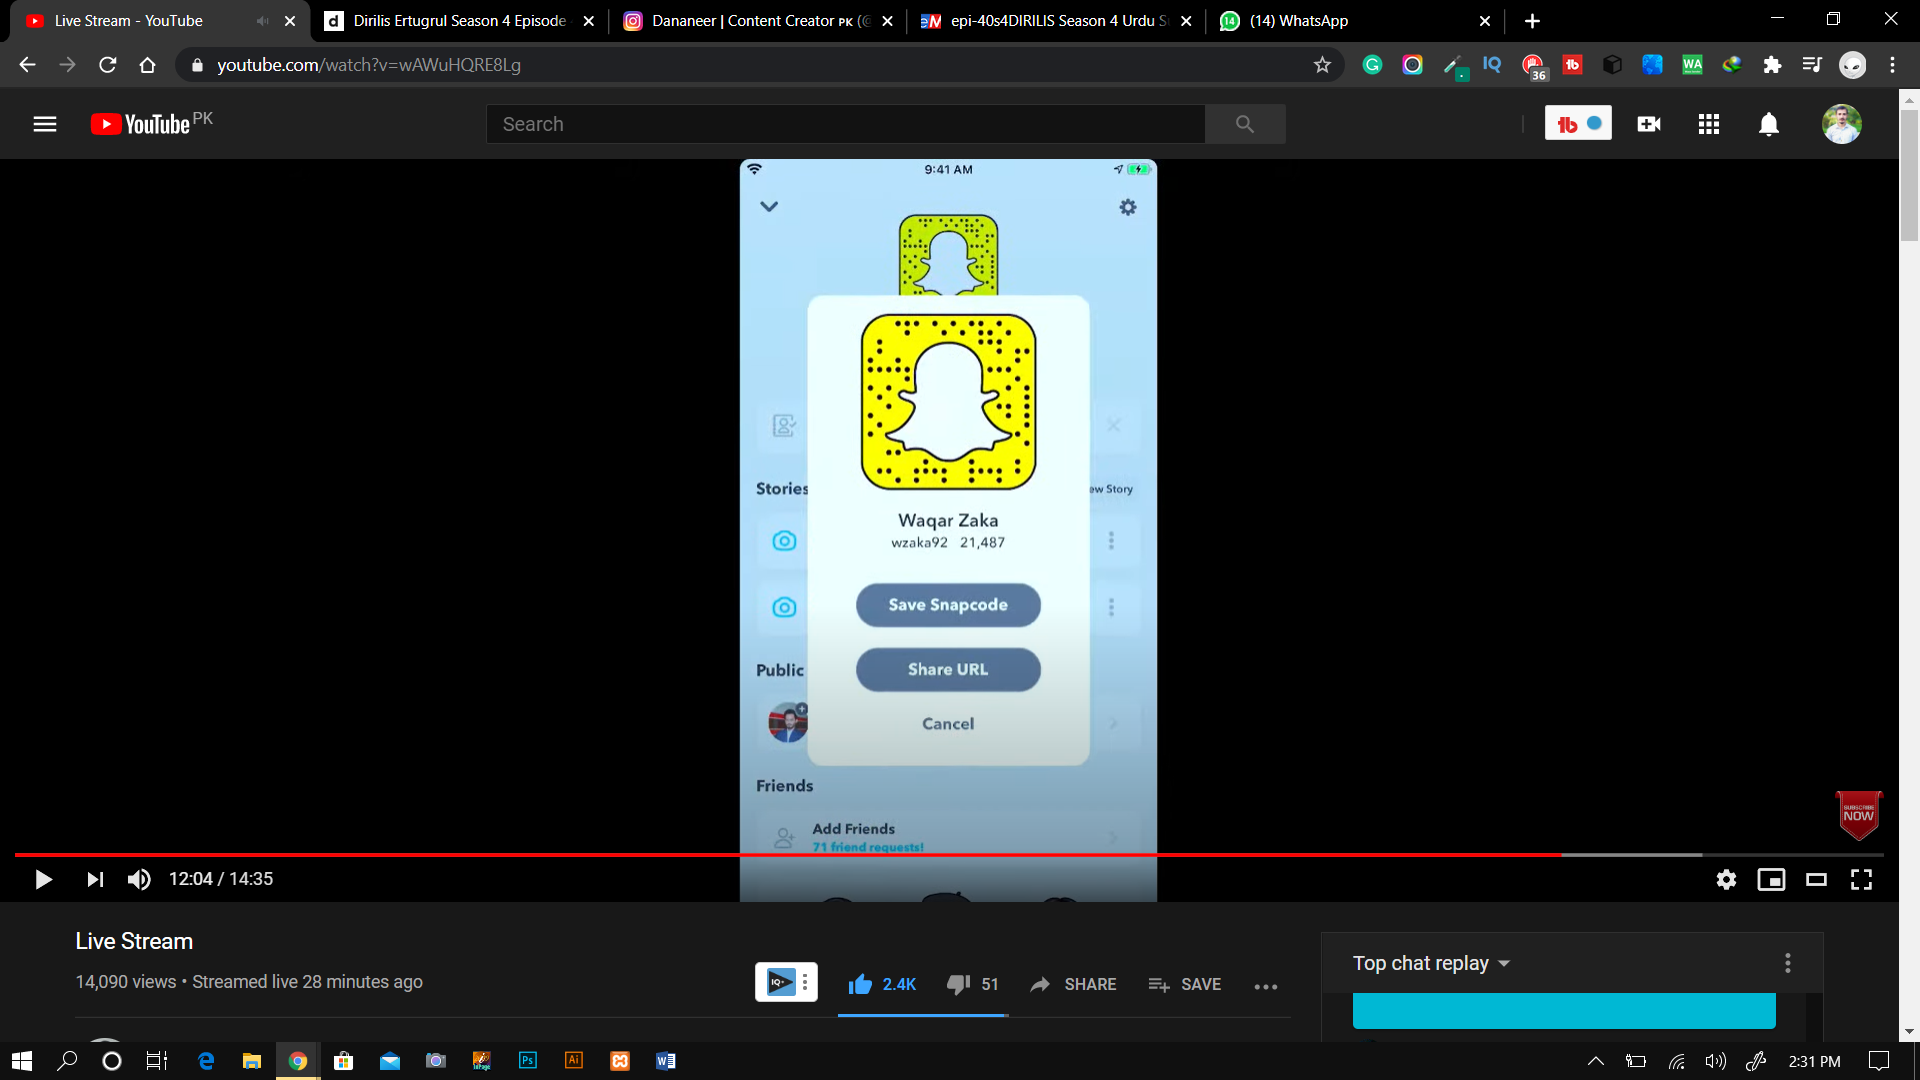 Live Stream - YouTube
Dirilis Ertugrul Season 4 Episode
Dananeer | Content Creator PK (@
epi-40s4DIRILIS Season 4 Urdu S
(14) WhatsApp
youtube.com/watch?v=wAWuHQRE8Lg
36
YouTube PK
Search
9:41 AM
Stories
ew Story
Waqar Zaka
wzaka92 21,487
Save Snapcode
Share URL
Public
Cancel
Friends
Add Friends
71 friend requests!
SUBSCRIBE
NOW
12:04 / 14:35
Live Stream
14,090 views • Streamed live 28 minutes ago
2.4K
51
SHARE
SAVE
Top chat replay
2:31 PM